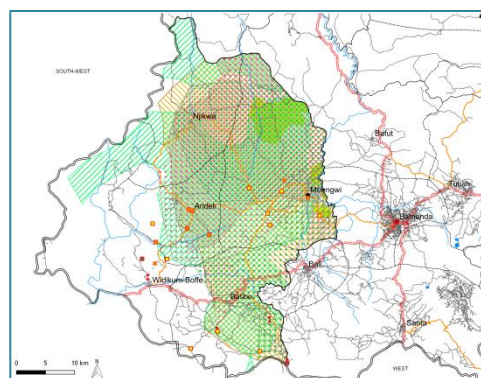 SOUTH-WEST
Njikwa
Bafut
Mbengwi
Tubah
Andek
Bamenda
Bali
Widikum-Boffe
Batibo
Santa
WEST
0 5 10 km
N